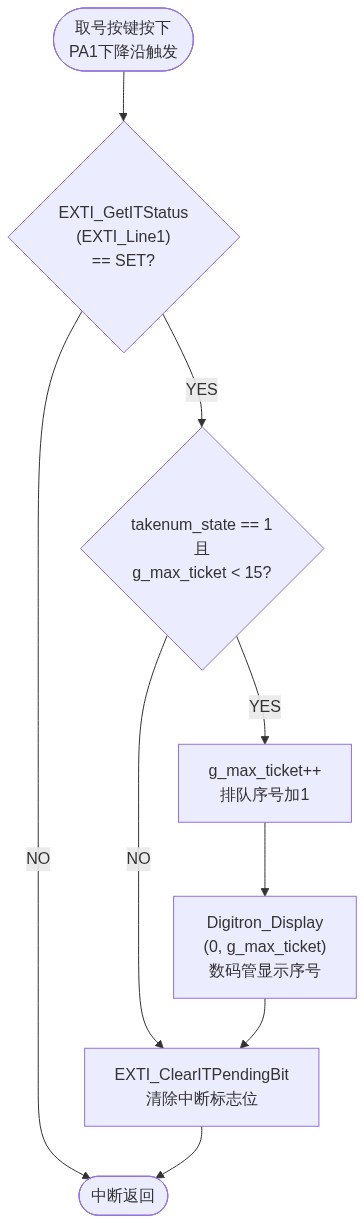 取号按键按下
PA1下降沿触发
EXTI_GetITStatus
(EXTI_Line1)
== SET?
YES
takenum_state == 1
且
g_max_ticket < 15?
YES
g_max_ticket++
排队序号加1
NO
NO
Digitron_Display
(0, g_max_ticket)
数码管显示序号
EXTI_ClearITPendingBit
清除中断标志位
中断返回